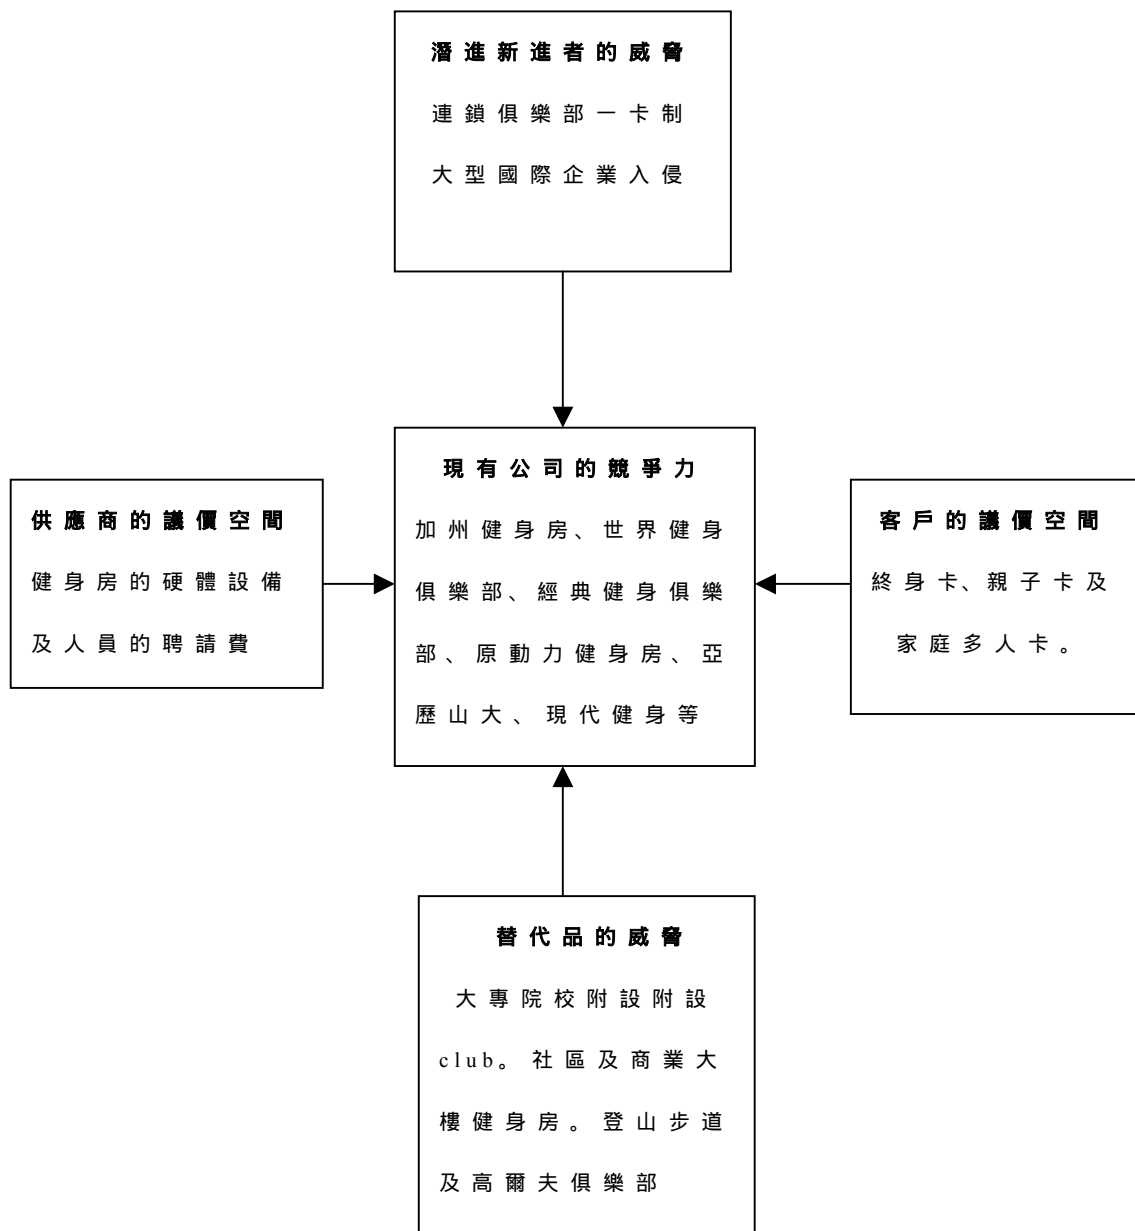 潛進新進者的威脅
連鎖俱樂部一卡制
大型國際企業入侵
供應商的議價空間
健身房的硬體設備
及人員的聘請費
現有公司的競爭力
加州健身房、世界健身
俱樂部、經典健身俱樂
部、原動力健身房、亞
歷山大、現代健身等
客戶的議價空間
終身卡、親子卡及
家庭多人卡。
替代品的威脅
大專院校附設附設
club。社區及商業大
樓健身房。登山步道
及高爾夫俱樂部